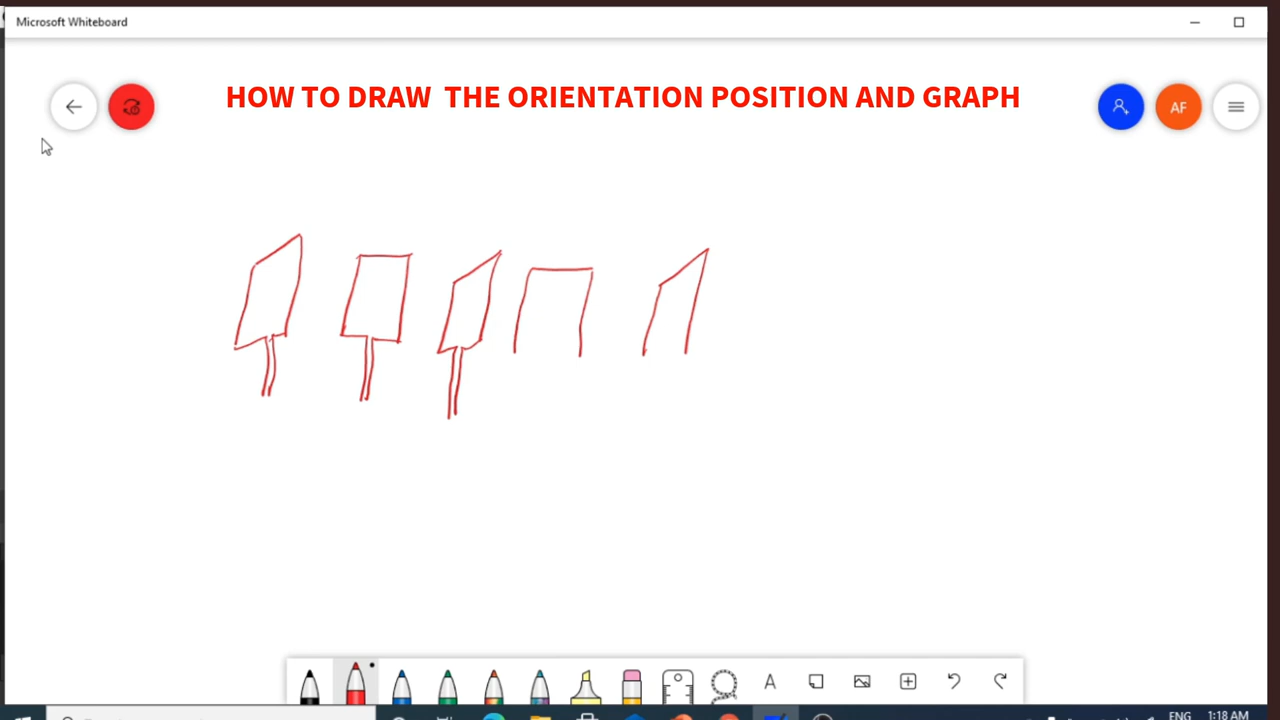 Microsoft Whiteboard
HOW TO DRAW THE ORIENTATION POSITION AND GRAPH
AF
A
ENG
1:18 AM